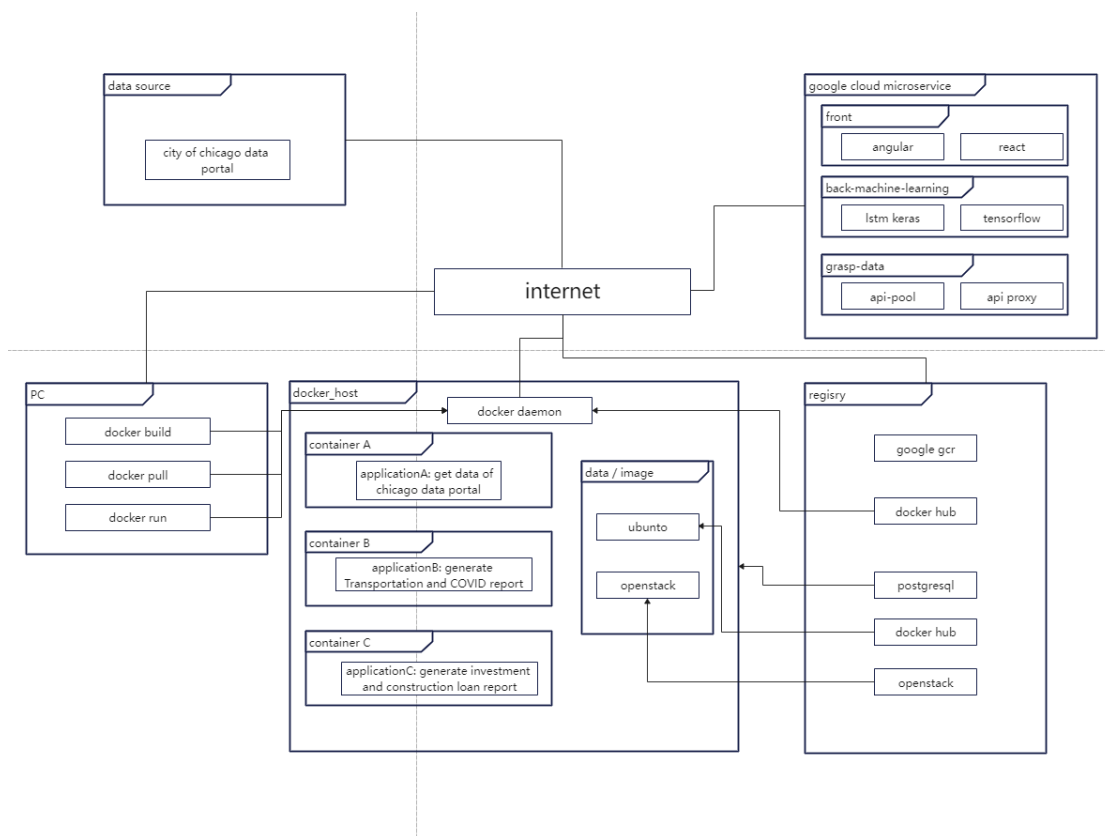 data source
city of chicago data
portal
google cloud microservice
front
angular
react
back-machine-learning
lstm keras
tensorflow
grasp-data
api-pool
api proxy
internet
PC
docker build
docker pull
docker run
docker_host
docker daemon
container A
applicationA: get data of
chicago data portal
container B
applicationB: generate
Transportation and COVID report
container C
applicationC: generate investment
and construction loan report
data / image
ubunto
openstack
regisry
google gcr
docker hub
postgresql
docker hub
openstack